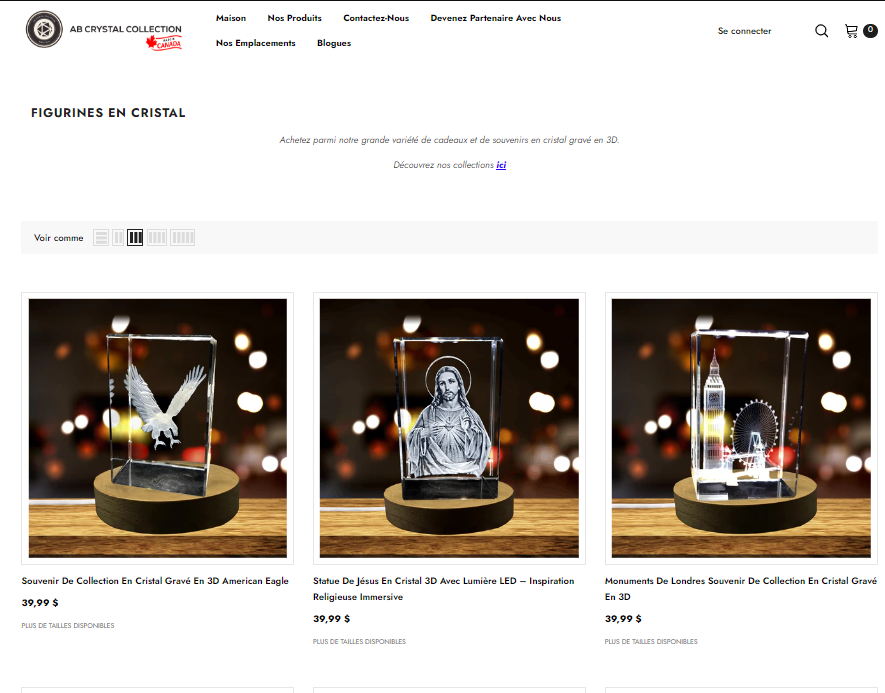 AB CRYSTAL COLLECTION
MADE IN
CANADA
Maison Nos Produits Contactez-Nous Devenez Partenaire Avec Nous
Nos Emplacements Blogues
Se connecter
0
FIGURINES EN CRISTAL
Achetez parmi notre grande variété de cadeaux et de souvenirs en cristal gravé en 3D.
Découvrez nos collections ici
Voir comme
Souvenir De Collection En Cristal Gravé En 3D American Eagle
39,99 $
PLUS DE TAILLES DISPONIBLES
Statue De Jésus En Cristal 3D Avec Lumière LED – Inspiration
Religieuse Immersive
39,99 $
PLUS DE TAILLES DISPONIBLES
Monuments De Londres Souvenir De Collection En Cristal Gravé
En 3D
39,99 $
PLUS DE TAILLES DISPONIBLES